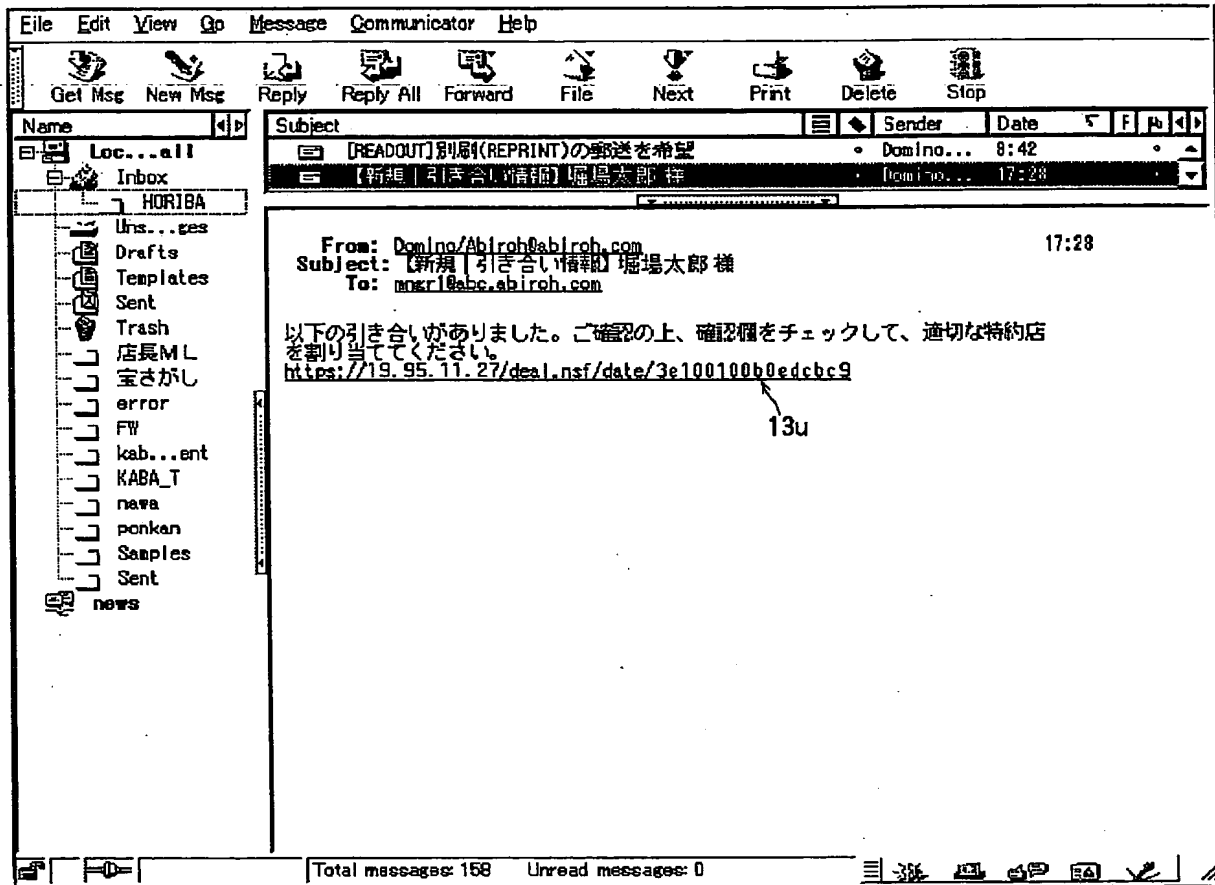 File Edit View Go Message Communicator Help
Get Msg New Msg Reply Reply All Forward File Next Print Delete Stop
Name Subject Sender Date F
Loc...all
[READOUT]別刷(REPRINT)の郵送を希望 Domino... 8:42
Inbox
【新規|引き合い情報】堀場太郎 様 Domino... 17:28
HORIBA
Uns...ges
Drafts
Templates
Sent
Trash
店長ML
宝さがし
error
FW
kab...ent
KABA_T
nawa
ponkan
Samples
Sent
news
From: Domino/Abiroh@abiroh.com 17:28
Subject: 【新規|引き合い情報】堀場太郎 様
To: mngr1@abc.abiroh.com
以下の引き合いがありました。ご確認の上、確認欄をチェックして、適切な特約店
を割り当ててください。
https://19.95.11.27/deal.nsf/date/3e100100b0edcbc9
13u
Total messages: 158 Unread messages: 0